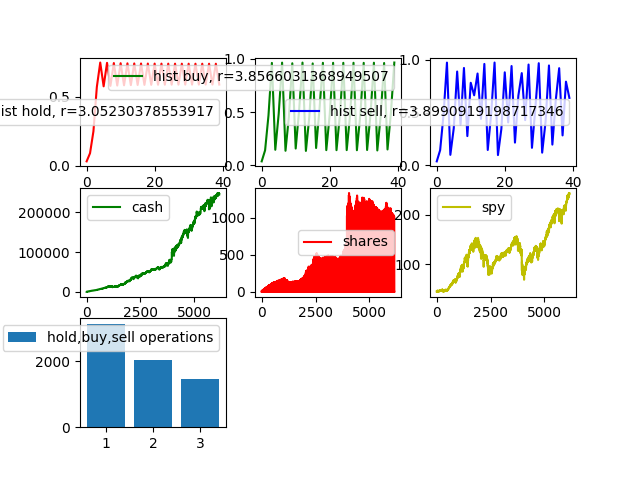 hist buy, r=3.8566031368949507
ist hold, r=3.05230378553917
hist sell, r=3.8990919198717346
0.5
0.0
0 20 40
1.0
0.5
0.0
0 20 40
1.0
0.0
0 20 40
cash
200000
100000
0
0 2500 5000
shares
1000
500
0
0 2500 5000
spy
200
100
0 2500 5000
hold,buy,sell operations
2000
0
1 2 3